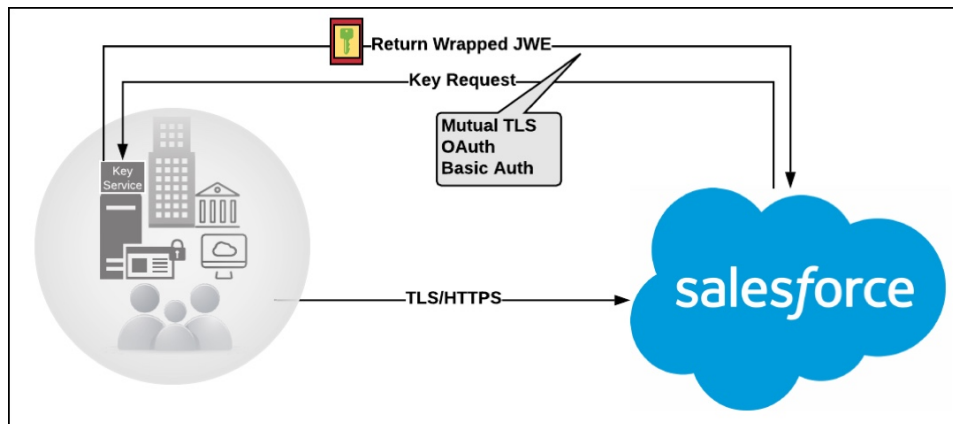 Return Wrapped JWE
Key Request
Mutual TLS
OAuth
Basic Auth
Key
Service
TLS/HTTPS
salesforce